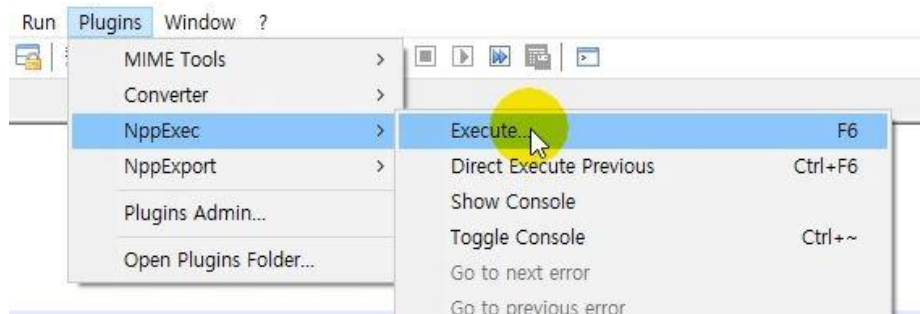 Run Plugins Window ?
MIME Tools
Converter
NppExec
NppExport
Plugins Admin...
Open Plugins Folder...
Execute... F6
Direct Execute Previous Ctrl+F6
Show Console
Toggle Console Ctrl+~
Go to next error
Go to previous error